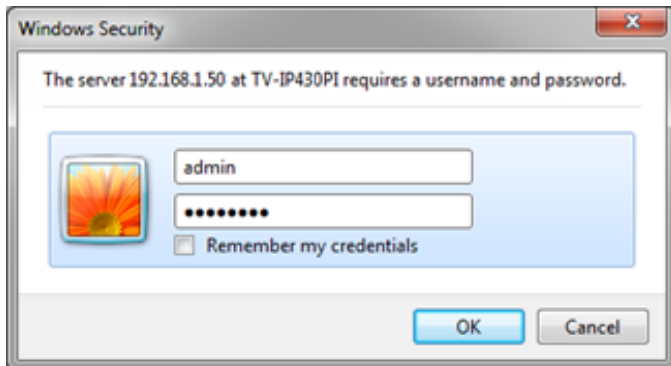 Windows Security
The server 192.168.1.50 at TV-IP430PI requires a username and password.
admin
●●●●●●●●
Remember my credentials
OK
Cancel